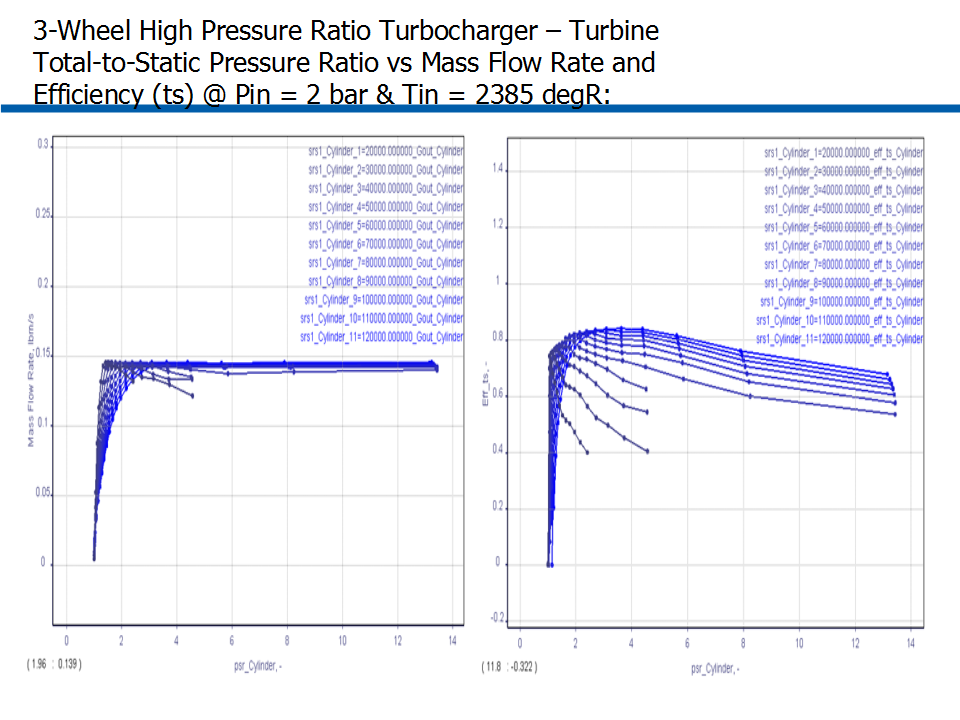 3-Wheel High Pressure Ratio Turbocharger – Turbine
Total-to-Static Pressure Ratio vs Mass Flow Rate and
Efficiency (ts) @ Pin = 2 bar & Tin = 2385 degR:
srs1_Cylinder_1=20000.000000_Gout_Cylinder
srs1_Cylinder_2=30000.000000_Gout_Cylinder
srs1_Cylinder_3=40000.000000_Gout_Cylinder
srs1_Cylinder_4=50000.000000_Gout_Cylinder
srs1_Cylinder_5=60000.000000_Gout_Cylinder
srs1_Cylinder_6=70000.000000_Gout_Cylinder
srs1_Cylinder_7=80000.000000_Gout_Cylinder
srs1_Cylinder_8=90000.000000_Gout_Cylinder
srs1_Cylinder_9=100000.000000_Gout_Cylinder
srs1_Cylinder_10=110000.000000_Gout_Cylinder
srs1_Cylinder_11=120000.000000_Gout_Cylinder
0.3
0.25
0.2
0.15
0.1
0.05
0
Mass Flow Rate, lbm/s
0 2 4 6 8 10 12 14
( 1.96 : 0.139 )
psr_Cylinder, -
srs1_Cylinder_1=20000.000000_eff_ts_Cylinder
srs1_Cylinder_2=30000.000000_eff_ts_Cylinder
srs1_Cylinder_3=40000.000000_eff_ts_Cylinder
srs1_Cylinder_4=50000.000000_eff_ts_Cylinder
srs1_Cylinder_5=60000.000000_eff_ts_Cylinder
srs1_Cylinder_6=70000.000000_eff_ts_Cylinder
srs1_Cylinder_7=80000.000000_eff_ts_Cylinder
srs1_Cylinder_8=90000.000000_eff_ts_Cylinder
srs1_Cylinder_9=100000.000000_eff_ts_Cylinder
srs1_Cylinder_10=110000.000000_eff_ts_Cylinder
srs1_Cylinder_11=120000.000000_eff_ts_Cylinder
1.4
1.2
1
0.8
0.6
0.4
0.2
0
-0.2
Eff_ts, -
0 2 4 6 8 10 12 14
( 11.8 : -0.322 )
psr_Cylinder, -